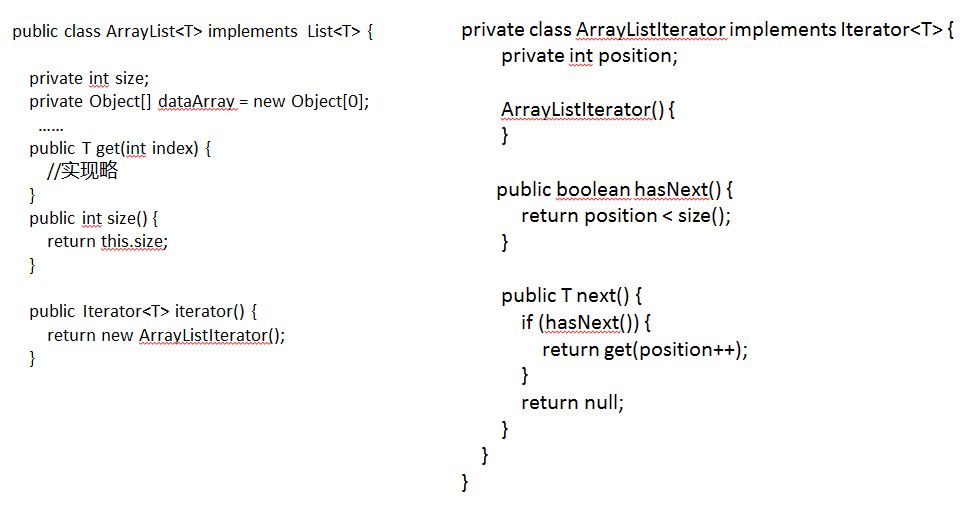 public class ArrayList<T> implements List<T> {
private int size;
private Object[] dataArray = new Object[0];
......
public T get(int index) {
//实现略
}
public int size() {
return this.size;
}
public Iterator<T> iterator() {
return new ArrayListIterator();
}
private class ArrayListIterator implements Iterator<T> {
private int position;
ArrayListIterator() {
}
public boolean hasNext() {
return position < size();
}
public T next() {
if (hasNext()) {
return get(position++);
}
return null;
}
}
}